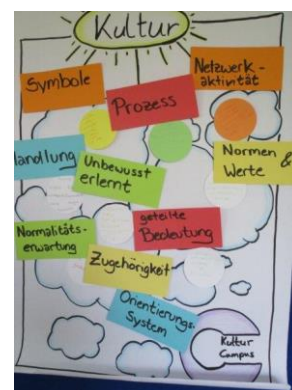 Kultur
Symbole
Prozess
Netzwerk-
aktivität
Handlung
Unbewusst
erlernt
Normen &
Werte
Normalitäts-
erwartung
geteilte
Bedeutung
Zugehörigkeit
Orientierungs-
System
Kultur
Campus